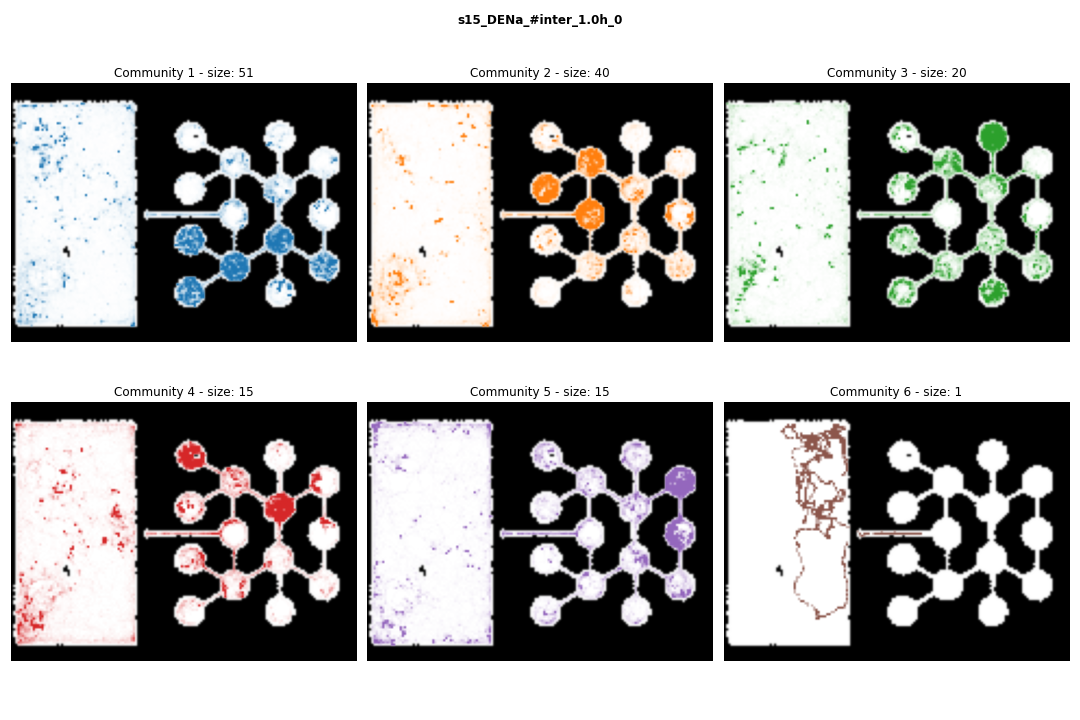 s15_DENa_#inter_1.0h_0
Community 1 - size: 51
Community 2 - size: 40
Community 3 - size: 20
Community 4 - size: 15
Community 5 - size: 15
Community 6 - size: 1